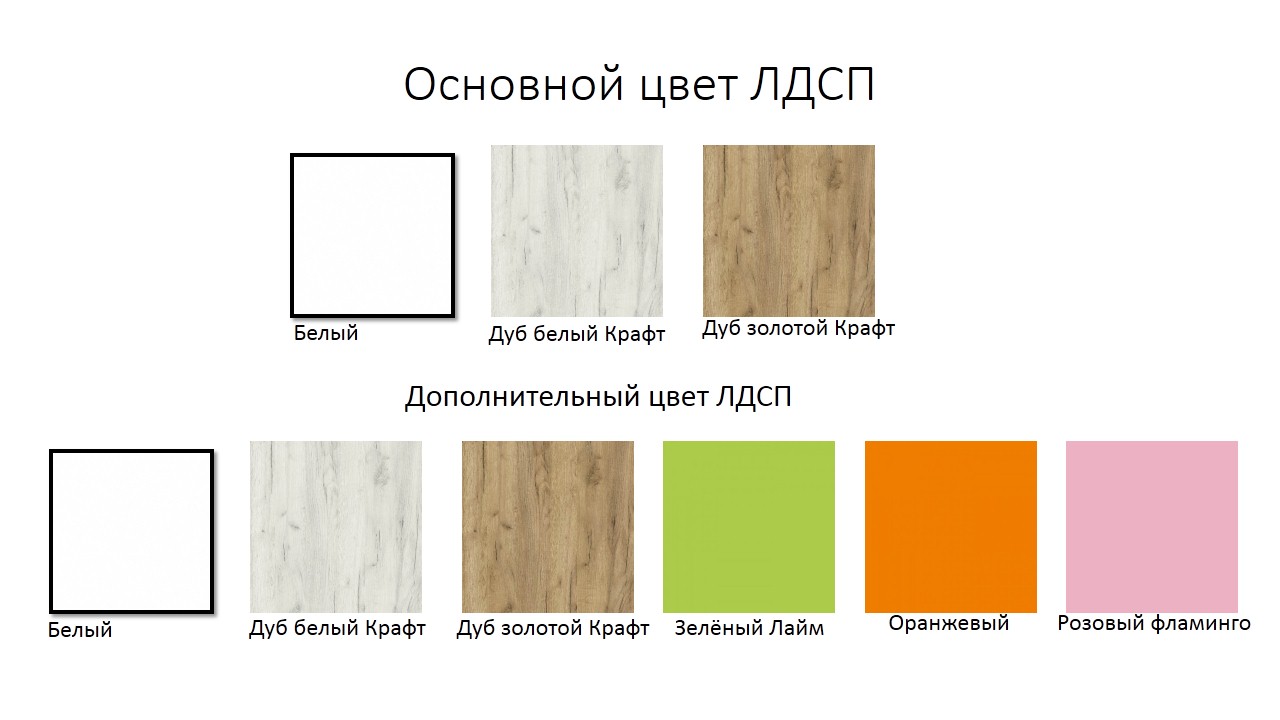 Основной цвет ЛДСП
Белый
Дуб белый Крафт
Дуб золотой Крафт
Дополнительный цвет ЛДСП
Белый
Дуб белый Крафт
Дуб золотой Крафт
Зелёный Лайм
Оранжевый
Розовый фламинго